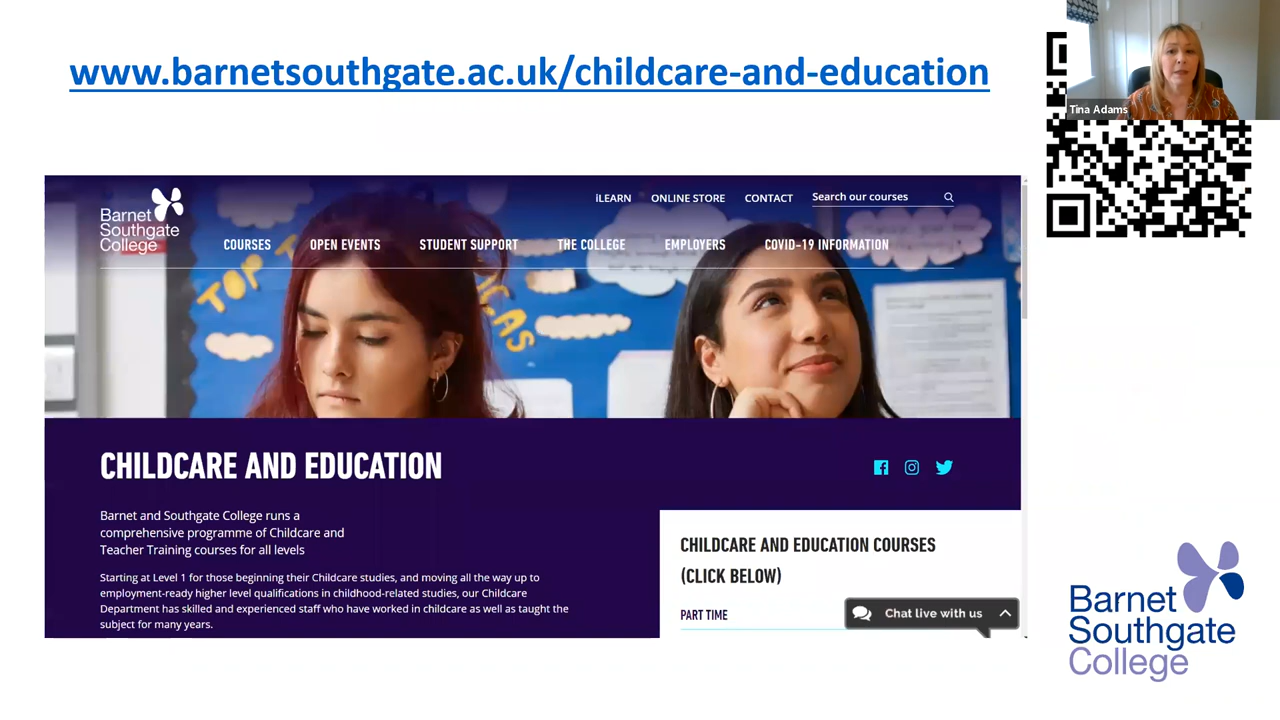 www.barnetsouthgate.ac.uk/childcare-and-education
Tina Adams
Barnet
Southgate
College
iLEARN ONLINE STORE CONTACT Search our courses
COURSES OPEN EVENTS STUDENT SUPPORT THE COLLEGE EMPLOYERS COVID-19 INFORMATION
TOP
CHILDCARE AND EDUCATION
Barnet and Southgate College runs a
comprehensive programme of Childcare and
Teacher Training courses for all levels
Starting at Level 1 for those beginning their Childcare studies, and moving all the way up to
employment-ready higher level qualifications in childhood-related studies, our Childcare
Department has skilled and experienced staff who have worked in childcare as well as taught the
subject for many years.
CHILDCARE AND EDUCATION COURSES
(CLICK BELOW)
PART TIME
Chat live with us
Barnet
Southgate
College